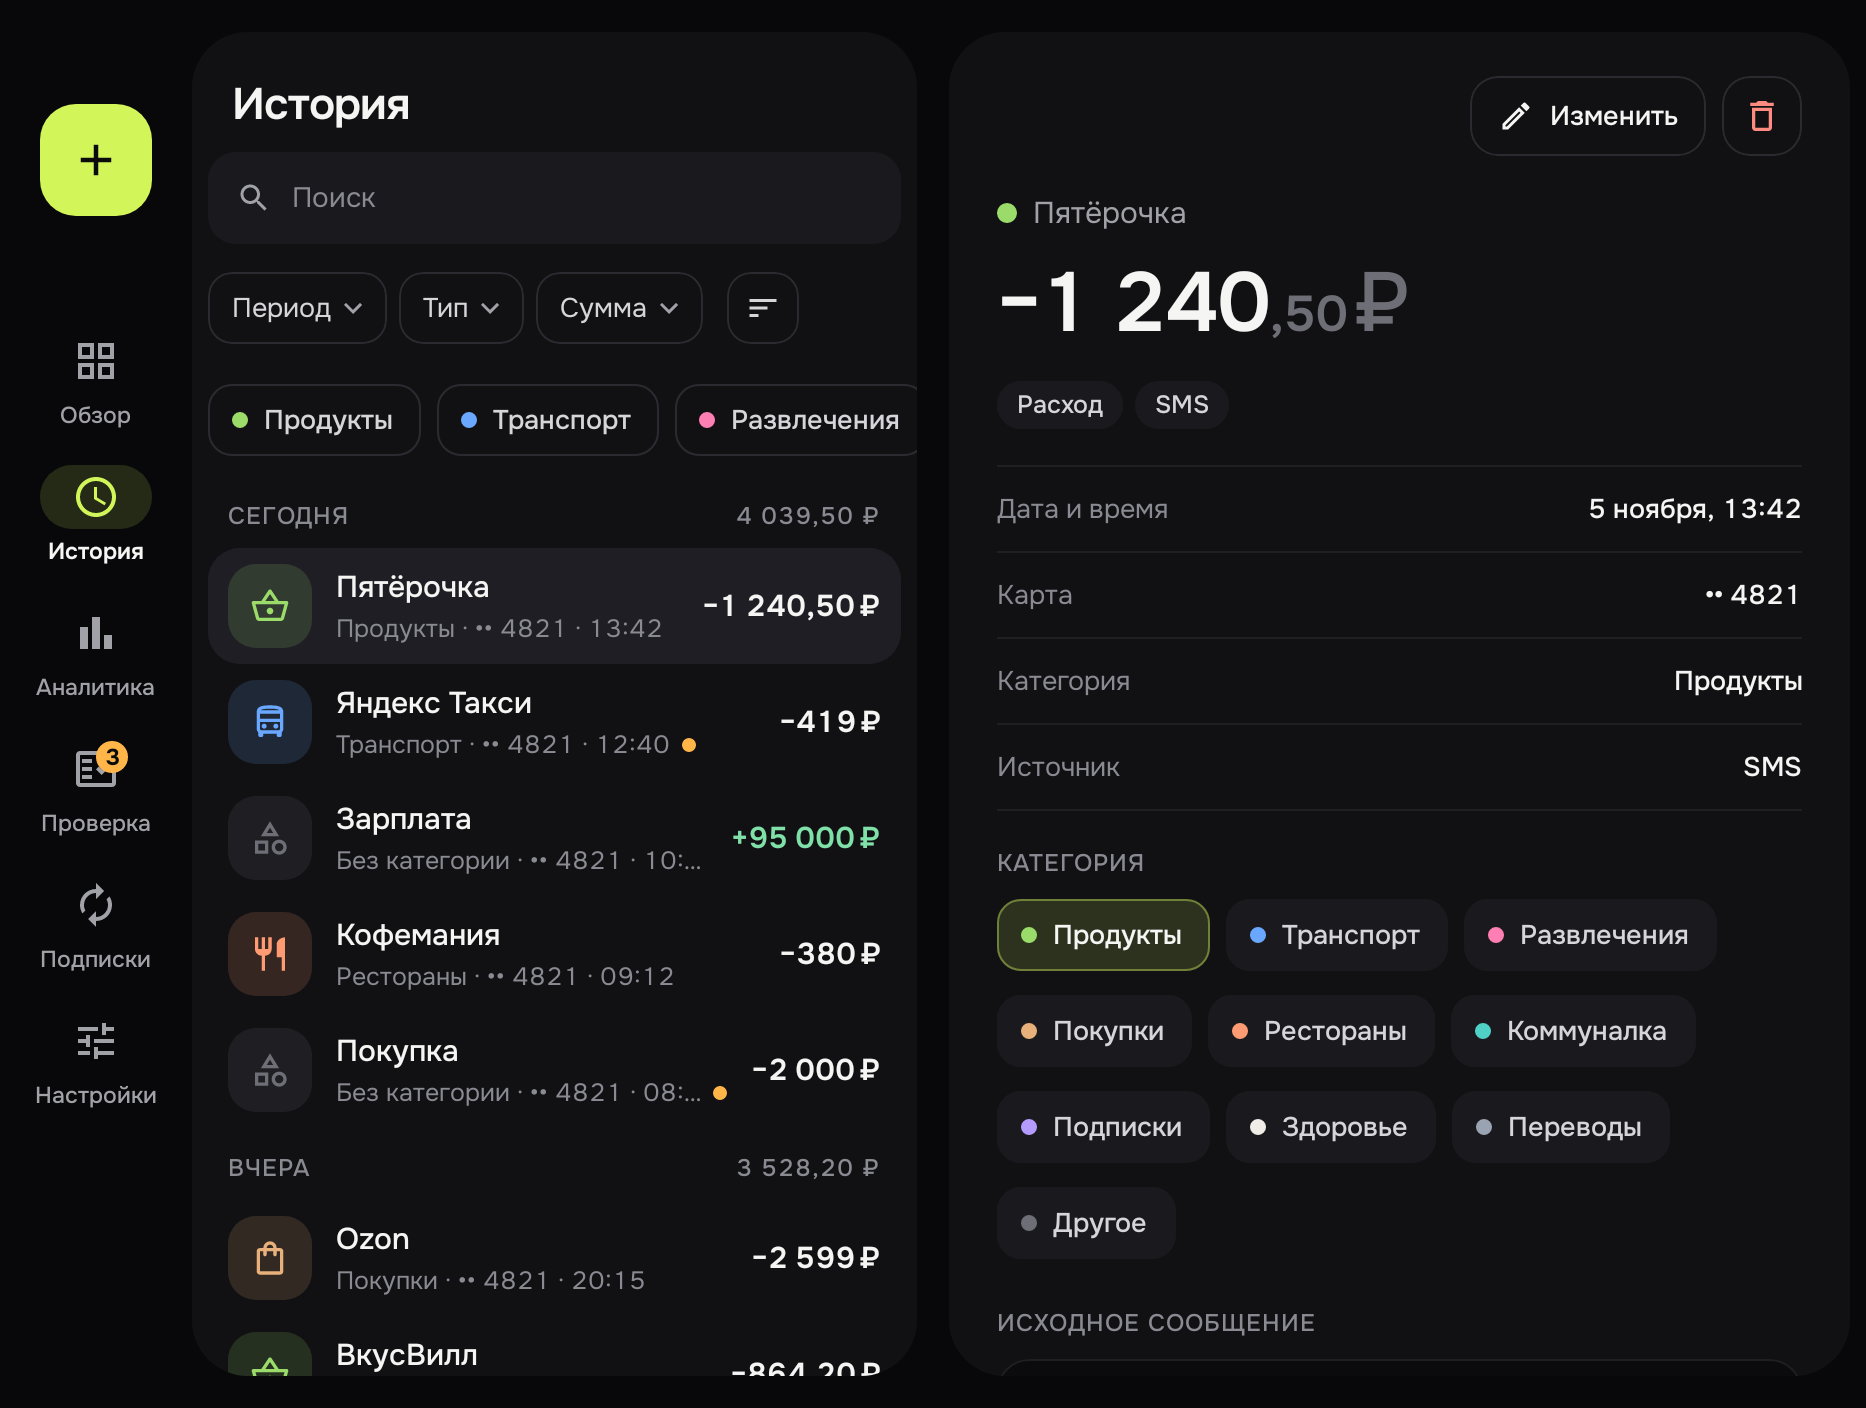 Обзор
История
Аналитика
3
Проверка
Подписки
Настройки
История
Поиск
Период
Тип
Сумма
Продукты
Транспорт
Развлечения
СЕГОДНЯ 4 039,50 ₽
Пятёрочка
Продукты · •• 4821 · 13:42
−1 240,50 ₽
Яндекс Такси
Транспорт · •• 4821 · 12:40
−419 ₽
Зарплата
Без категории · •• 4821 · 10:...
+95 000 ₽
Кофемания
Рестораны · •• 4821 · 09:12
−380 ₽
Покупка
Без категории · •• 4821 · 08:...
−2 000 ₽
ВЧЕРА 3 528,20 ₽
Ozon
Покупки · •• 4821 · 20:15
−2 599 ₽
ВкусВилл
−864,20 ₽
Изменить
Пятёрочка
−1 240,50 ₽
Расход
SMS
Дата и время 5 ноября, 13:42
Карта •• 4821
Категория Продукты
Источник SMS
КАТЕГОРИЯ
Продукты
Транспорт
Развлечения
Покупки
Рестораны
Коммуналка
Подписки
Здоровье
Переводы
Другое
ИСХОДНОЕ СООБЩЕНИЕ